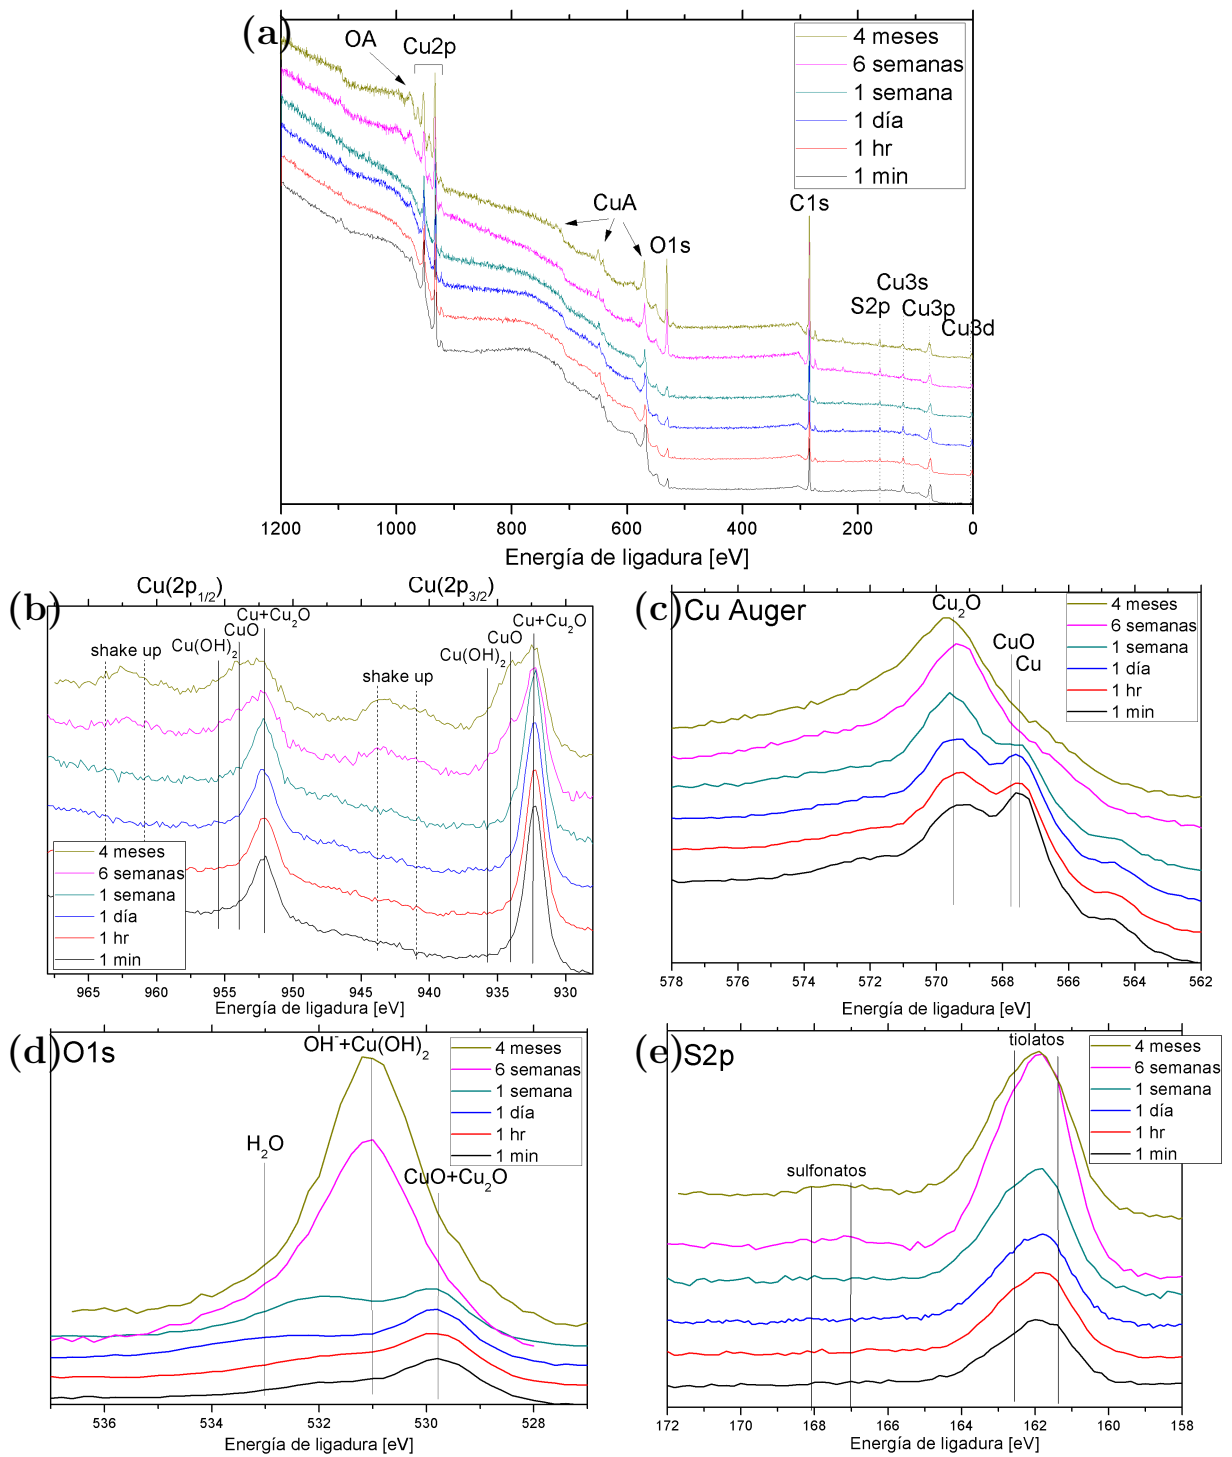 (a)
OA
Cu2p
4 meses
6 semanas
1 semana
1 día
1 hr
1 min
CuA
O1s
C1s
S2p
Cu3s
Cu3p
Cu3d
1200 1000 800 600 400 200 0
Energía de ligadura [eV]
(b)
Cu(2p1/2) Cu(2p3/2)
Cu+Cu2O
CuO
Cu(OH)2
shake up
Cu+Cu2O
CuO
Cu(OH)2
shake up
4 meses
6 semanas
1 semana
1 día
1 hr
1 min
965 960 955 950 945 940 935 930
Energía de ligadura [eV]
(c) Cu Auger
Cu2O
CuO
Cu
4 meses
6 semanas
1 semana
1 día
1 hr
1 min
578 576 574 572 570 568 566 564 562
Energía de ligadura [eV]
(d) O1s
OH-+Cu(OH)2
H2O
CuO+Cu2O
4 meses
6 semanas
1 semana
1 día
1 hr
1 min
536 534 532 530 528
Energía de ligadura [eV]
(e) S2p
tiolatos
sulfonatos
4 meses
6 semanas
1 semana
1 día
1 hr
1 min
172 170 168 166 164 162 160 158
Energía de ligadura [eV]